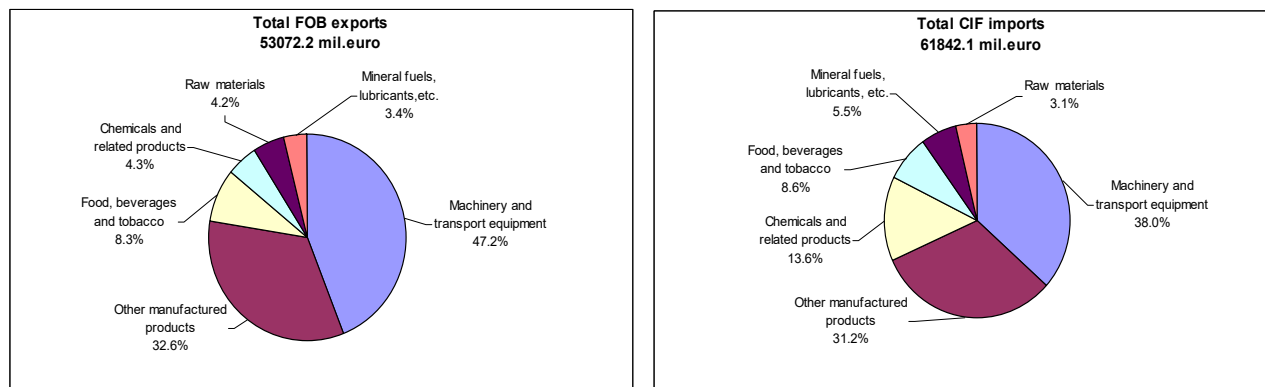 Total FOB exports
53072.2 mil.euro
Mineral fuels,
lubricants,etc.
3.4%
Raw materials
4.2%
Chemicals and
related products
4.3%
Food, beverages
and tobacco
8.3%
Machinery and
transport equipment
47.2%
Other manufactured
products
32.6%
Total CIF imports
61842.1 mil.euro
Mineral fuels,
lubricants, etc.
5.5%
Raw materials
3.1%
Food, beverages
and tobacco
8.6%
Machinery and
transport equipment
38.0%
Chemicals and
related products
13.6%
Other manufactured
products
31.2%